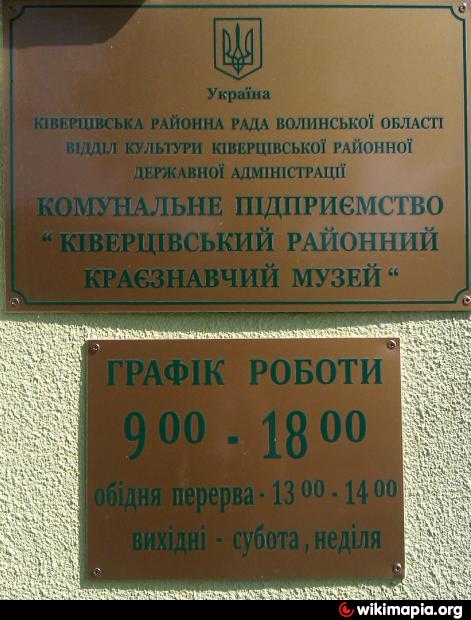 Україна
КІВЕРЦІВСЬКА РАЙОННА РАДА ВОЛИНСЬКОЇ ОБЛАСТІ
ВІДДІЛ КУЛЬТУРИ КІВЕРЦІВСЬКОЇ РАЙОННОЇ
ДЕРЖАВНОЇ АДМІНІСТРАЦІЇ
КОМУНАЛЬНЕ ПІДПРИЄМСТВО
“ КІВЕРЦІВСЬКИЙ РАЙОННИЙ
КРАЄЗНАВЧИЙ МУЗЕЙ “
ГРАФІК РОБОТИ
9 00 - 18 00
обідня перерва - 13 00 - 14 00
вихідні - субота , неділя
wikimapia.org